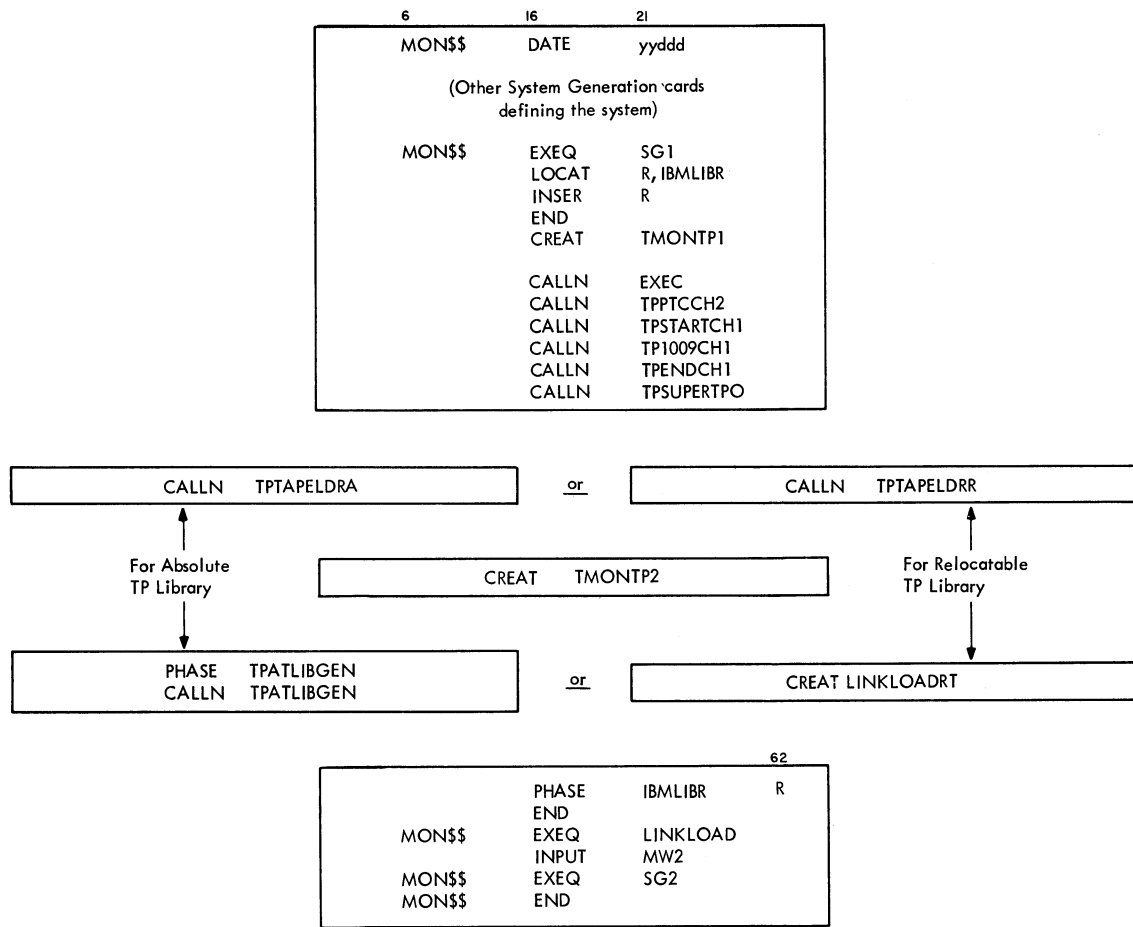 6 16 21
MON$$ DATE yyddd
(Other System Generation cards
defining the system)
MON$$ EXEQ SG1
LOCAT R, IBMLIBR
INSER R
END
CREAT TMONTP1
CALLN EXEC
CALLN TPPTCCH2
CALLN TPSTARTCH1
CALLN TP1009CH1
CALLN TPENDCH1
CALLN TPSUPERTPO
CALLN TPTAPELDRA or CALLN TPTAPELDRR
For Absolute
TP Library
CREAT TMONTP2
For Relocatable
TP Library
PHASE TPATLIBGEN
CALLN TPATLIBGEN
or
CREAT LINKLOADRT
62
PHASE IBMLIBR R
END
MON$$ EXEQ LINKLOAD
INPUT MW2
MON$$ EXEQ SG2
MON$$ END